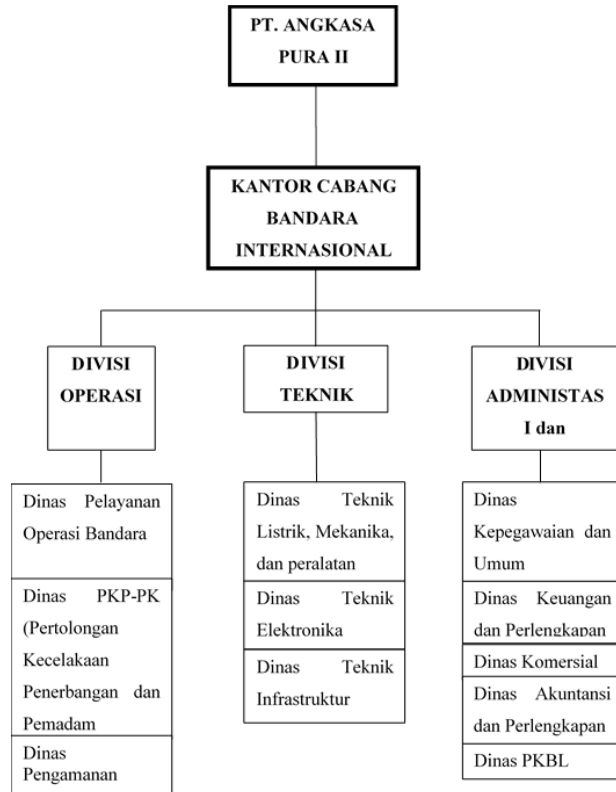 PT. ANGKASA
PURA II
KANTOR CABANG
BANDARA
INTERNASIONAL
DIVISI
OPERASI
DIVISI
TEKNIK
DIVISI
ADMINISTAS
I dan
Dinas Pelayanan
Operasi Bandara
Dinas PKP-PK
(Pertolongan
Kecelakaan
Penerbangan dan
Pemadam
Dinas
Pengamanan
Dinas Teknik
Listrik, Mekanika,
dan peralatan
Dinas Teknik
Elektronika
Dinas Teknik
Infrastruktur
Dinas
Kepegawaian dan
Umum
Dinas Keuangan
dan Perlengkapan
Dinas Komersial
Dinas Akuntansi
dan Perlengkapan
Dinas PKBL